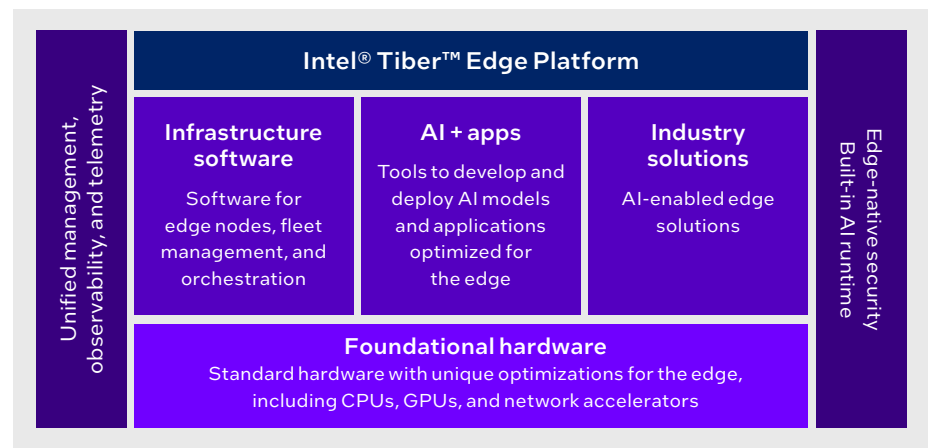 Unified management,
observability, and telemetry
Intel® Tiber™ Edge Platform
Infrastructure
software
Software for
edge nodes, fleet
management, and
orchestration
AI + apps
Tools to develop and
deploy AI models
and applications
optimized for
the edge
Industry
solutions
AI-enabled edge
solutions
Foundational hardware
Standard hardware with unique optimizations for the edge,
including CPUs, GPUs, and network accelerators
Edge-native security
Built-in AI runtime